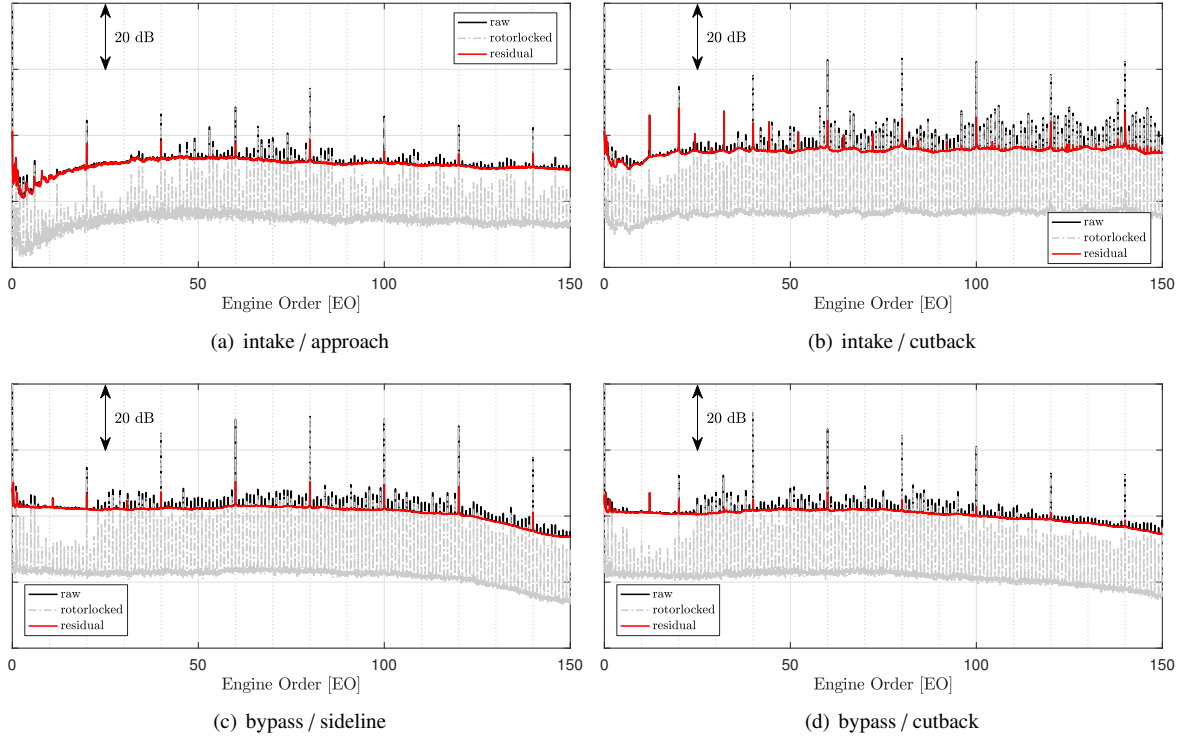 20 dB
raw
rotorlocked
residual
0
50
100
150
Engine Order [EO]
(a) intake / approach
20 dB
raw
rotorlocked
residual
0
50
100
150
Engine Order [EO]
(b) intake / cutback
20 dB
raw
rotorlocked
residual
0
50
100
150
Engine Order [EO]
(c) bypass / sideline
20 dB
raw
rotorlocked
residual
0
50
100
150
Engine Order [EO]
(d) bypass / cutback